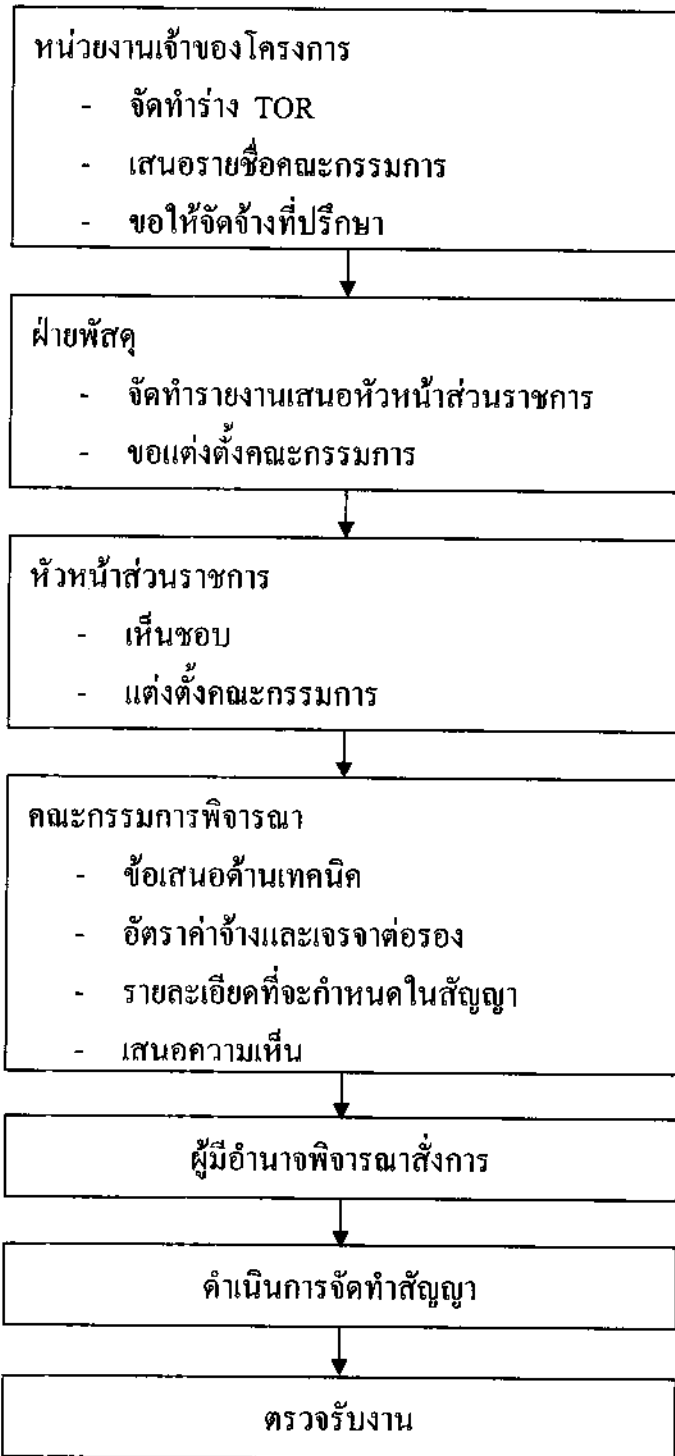 หน่วยงานเจ้าของโครงการ
- จัดทำร่าง TOR
- เสนอรายชื่อคณะกรรมการ
- ขอให้จัดจ้างที่ปรึกษา
ฝ่ายพัสดุ
- จัดทำรายงานเสนอหัวหน้าส่วนราชการ
- ขอแต่งตั้งคณะกรรมการ
หัวหน้าส่วนราชการ
- เห็นชอบ
- แต่งตั้งคณะกรรมการ
คณะกรรมการพิจารณา
- ข้อเสนอด้านเทคนิค
- อัตราค่าจ้างและเจรจาต่อรอง
- รายละเอียดที่จะกำหนดในสัญญา
- เสนอความเห็น
ผู้มีอำนาจพิจารณาสั่งการ
ดำเนินการจัดทำสัญญา
ตรวจรับงาน